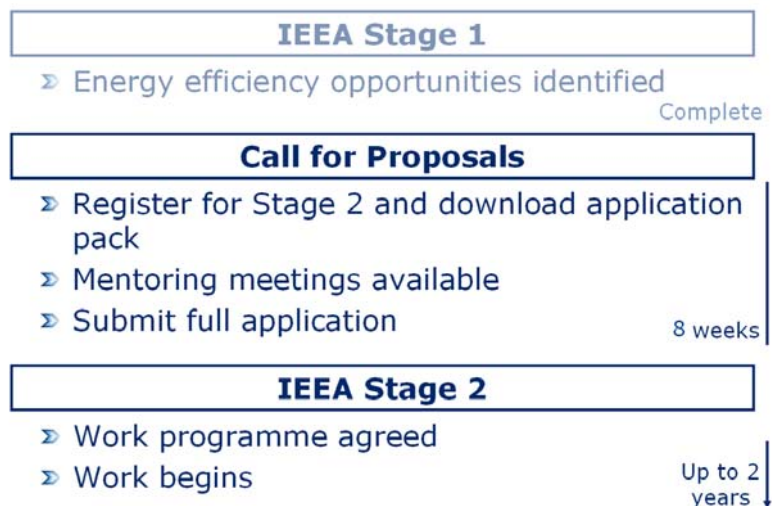 IEEA Stage 1
Energy efficiency opportunities identified
Complete
Call for Proposals
Register for Stage 2 and download application
pack
Mentoring meetings available
Submit full application
8 weeks
IEEA Stage 2
Work programme agreed
Work begins
Up to 2
years